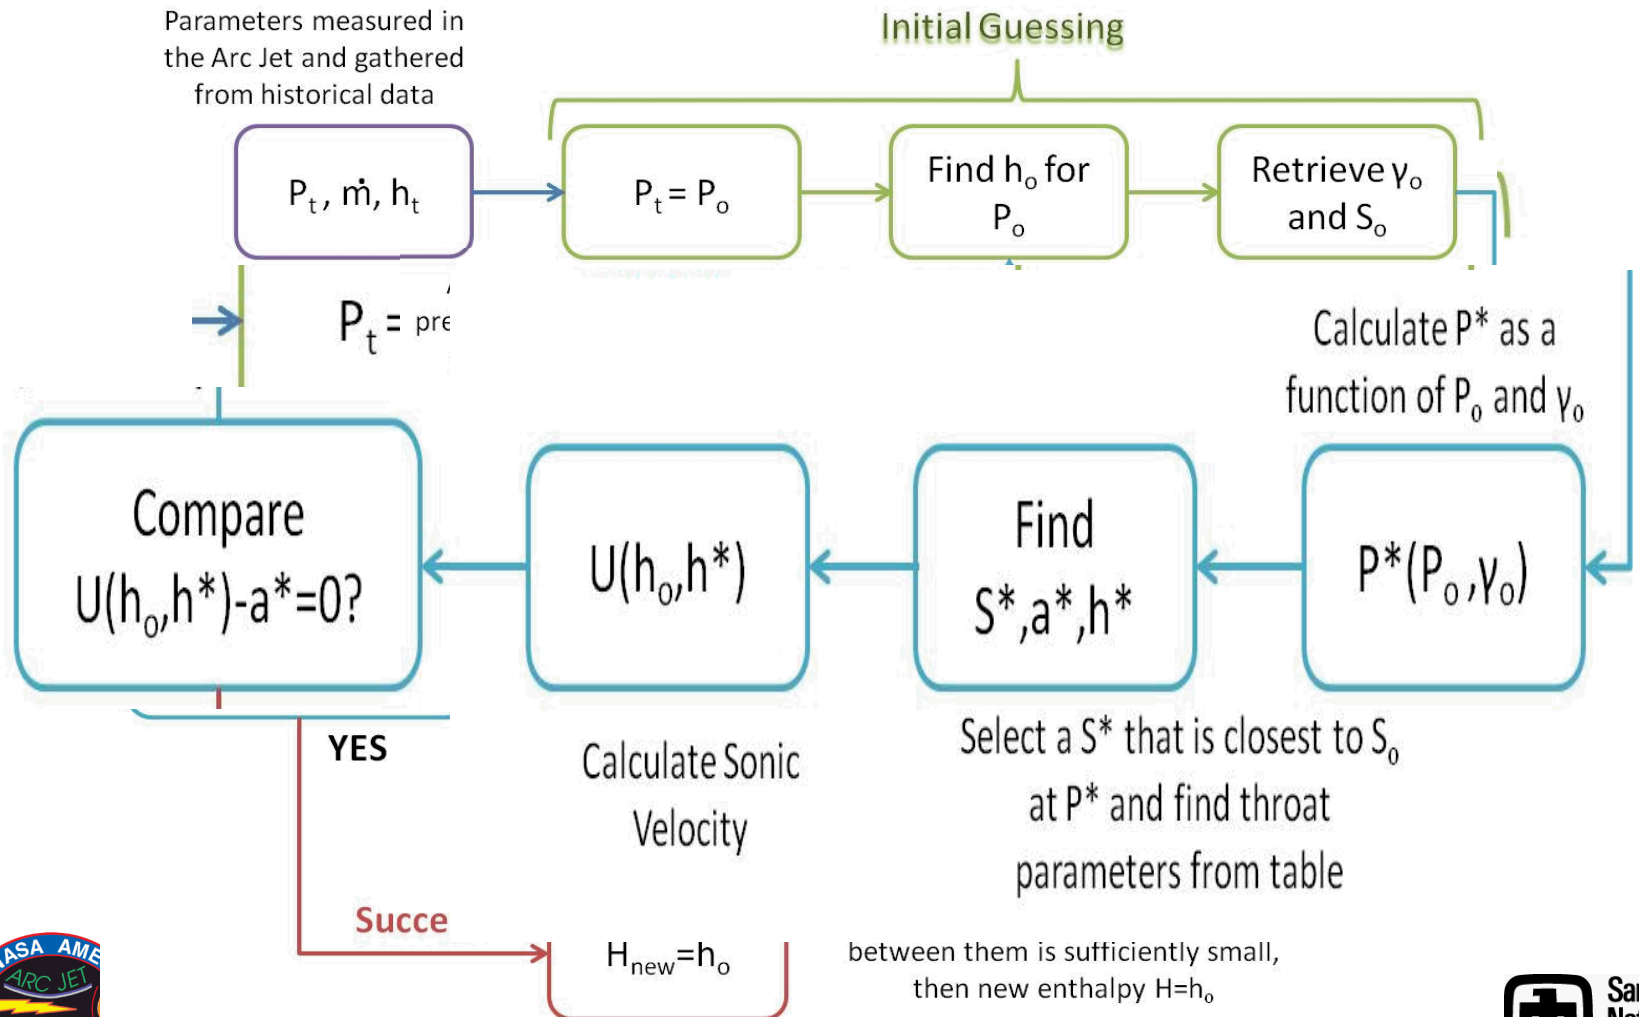 Parameters measured in
the Arc Jet and gathered
from historical data
Initial Guessing
Pₜ, ṁ, hₜ
Pₜ = Pₒ
Find hₒ for
Pₒ
Retrieve γₒ
and Sₒ
Pₜ = pre
Calculate P* as a
function of Pₒ and γₒ
Compare
U(hₒ,h*)-a*=0?
U(hₒ,h*)
Find
S*,a*,h*
P*(Pₒ,γₒ)
YES
Calculate Sonic
Velocity
Select a S* that is closest to Sₒ
at P* and find throat
parameters from table
Succe
Hnew=hₒ
between them is sufficiently small,
then new enthalpy H=hₒ
ASA AME
ARC JET
San